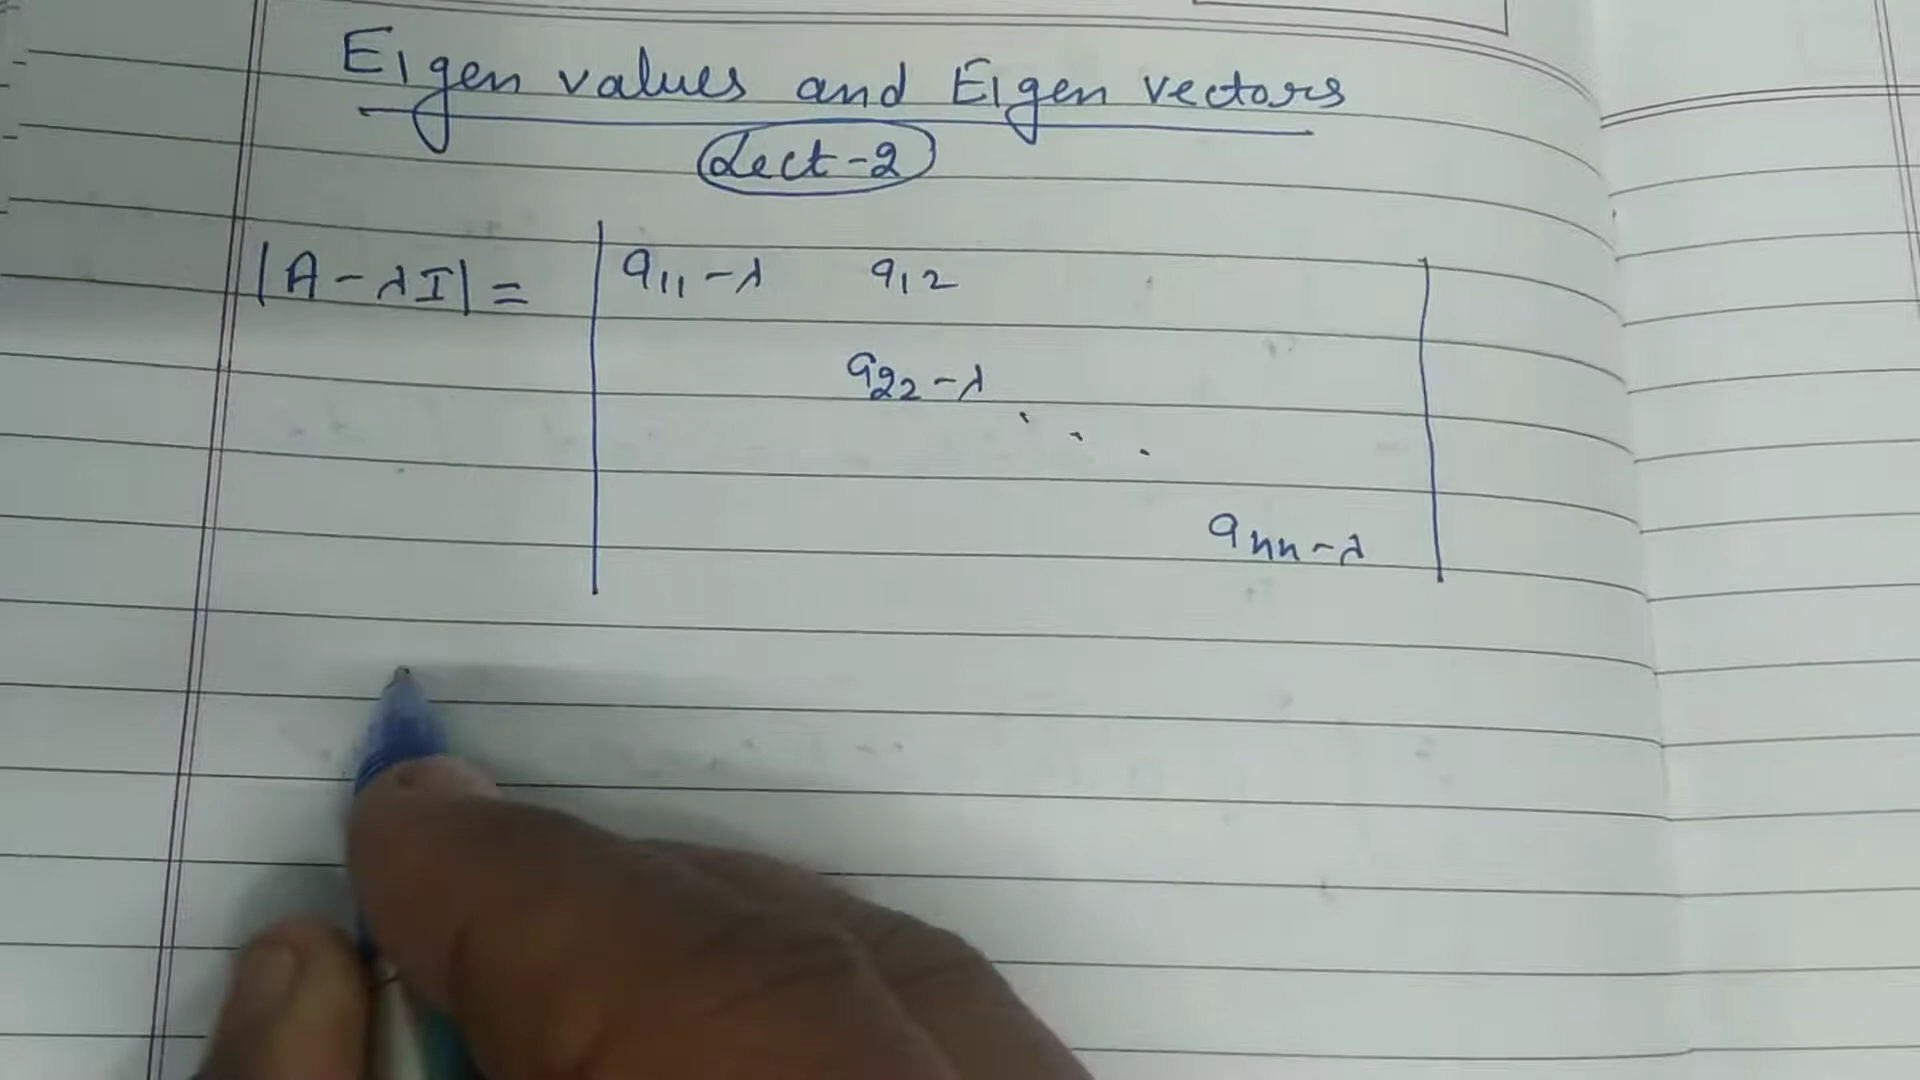 Eigen values and Eigen vectors
Lect-2
|A - λI| = | a11 - λ a12 |
a22 - λ
. . .
ann - λ